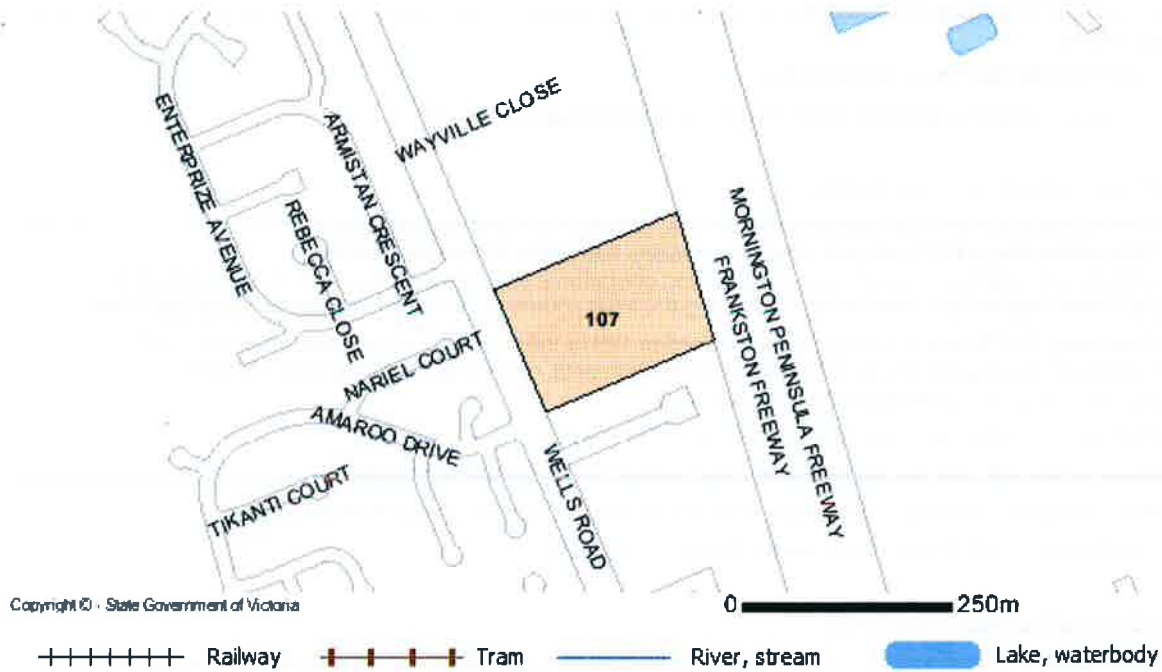 WAYVILLE CLOSE
ENTERPRIZE AVENUE
ARMISTAN CRESCENT
REBECCA CLOSE
MORNINGTON PENINSULA FREEWAY
FRANKSTON FREEWAY
107
NARIEL COURT
AMAROO DRIVE
WELLS ROAD
TIKANTI COURT
Copyright © - State Government of Victoria
0 250m
Railway Tram River, stream Lake, waterbody